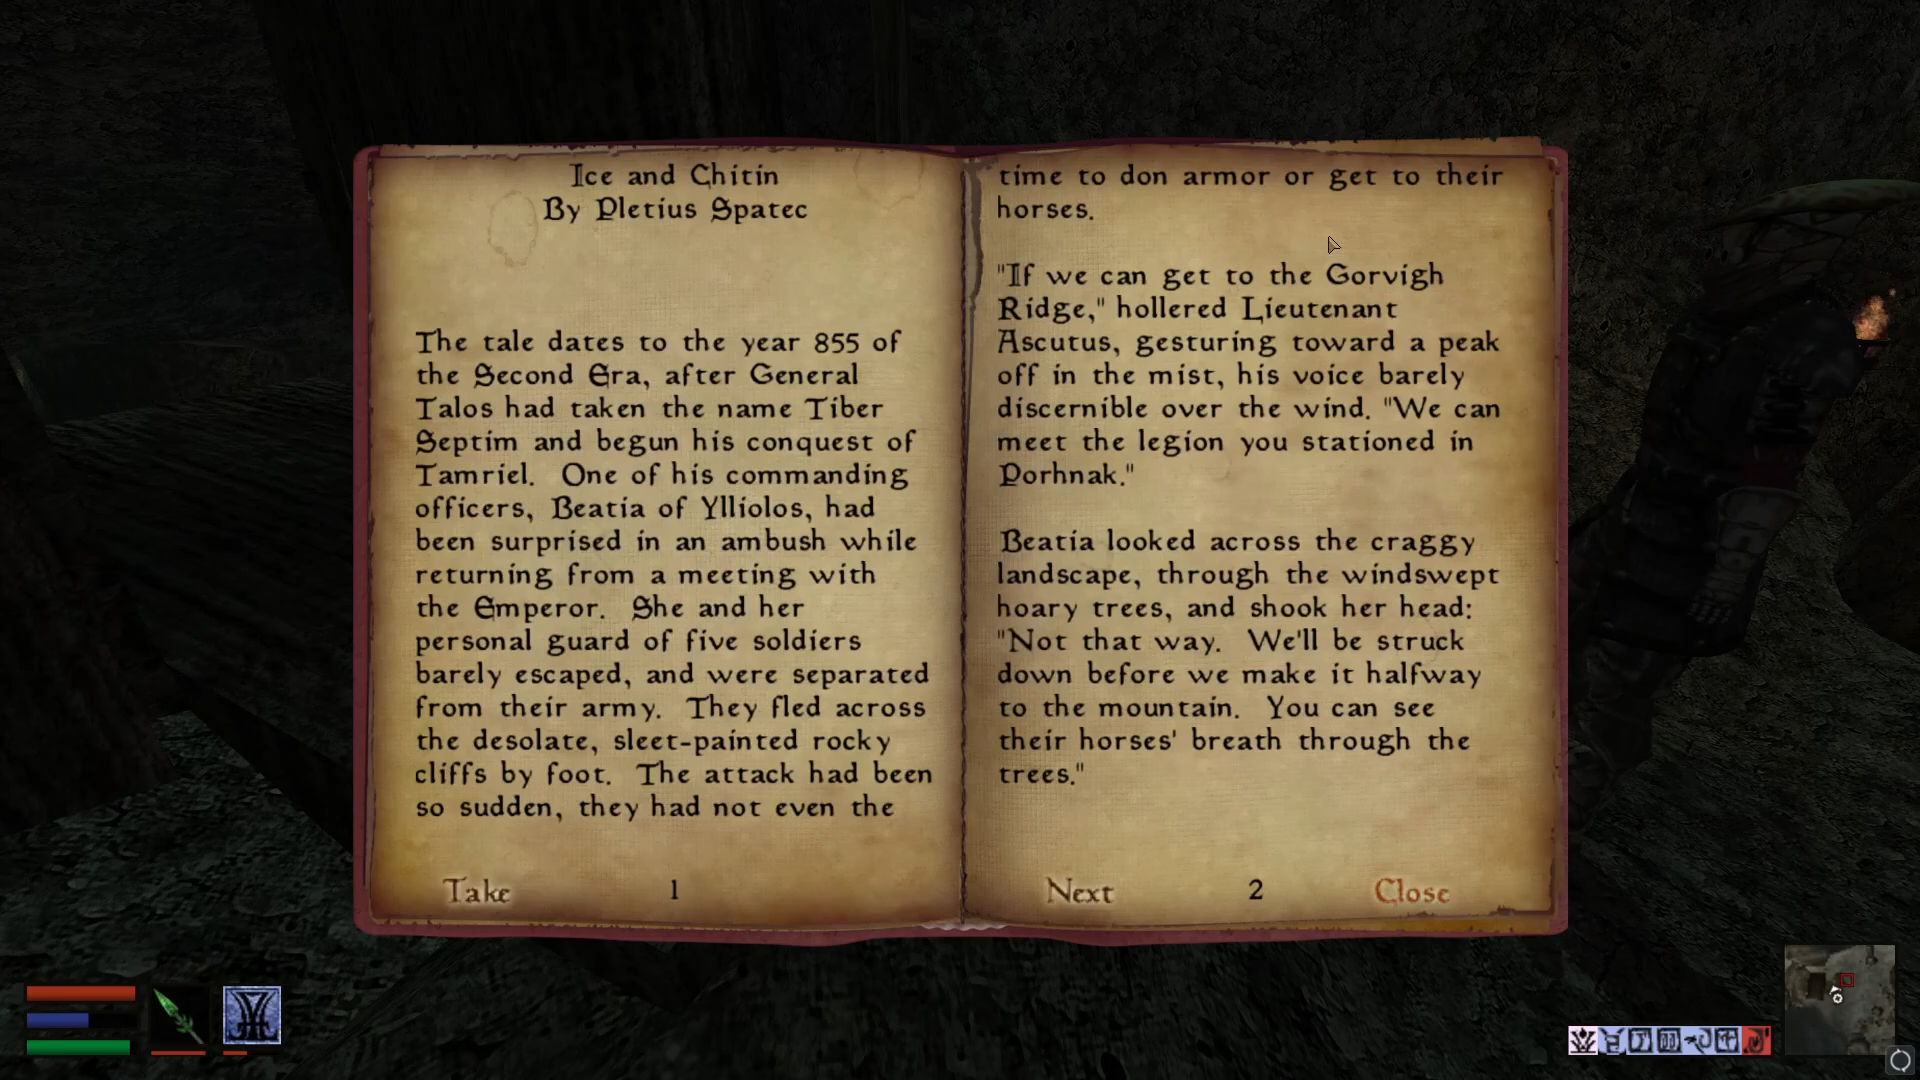 Ice and Chitin
By Pletius Spatec
The tale dates to the year 855 of
the Second Era, after General
Talos had taken the name Tiber
Septim and begun his conquest of
Tamriel.  One of his commanding
officers, Beatia of Ylliolos, had
been surprised in an ambush while
returning from a meeting with
the Emperor.  She and her
personal guard of five soldiers
barely escaped, and were separated
from their army.  They fled across
the desolate, sleet-painted rocky
cliffs by foot.  The attack had been
so sudden, they had not even the
Take
1
time to don armor or get to their
horses.
"If we can get to the Gorvigh
Ridge," hollered Lieutenant
Ascutus, gesturing toward a peak
off in the mist, his voice barely
discernible over the wind. "We can
meet the legion you stationed in
Porhnak."
Beatia looked across the craggy
landscape, through the windswept
hoary trees, and shook her head:
"Not that way.  We'll be struck
down before we make it halfway
to the mountain.  You can see
their horses' breath through the
trees."
Next
2
Close